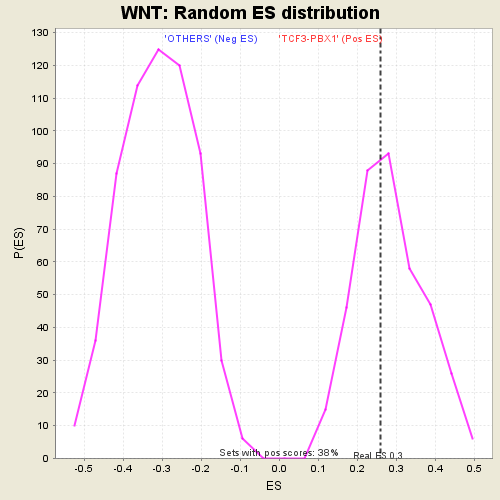 WNT: Random ES distribution
'OTHERS' (Neg ES) 'TCF3-PBX1' (Pos ES)
P(ES)
130
120
110
100
90
80
70
60
50
40
30
20
10
0
Sets with pos scores: 38%
Real ES 0,3
-0.5 -0.4 -0.3 -0.2 -0.1 0.0 0.1 0.2 0.3 0.4 0.5
ES